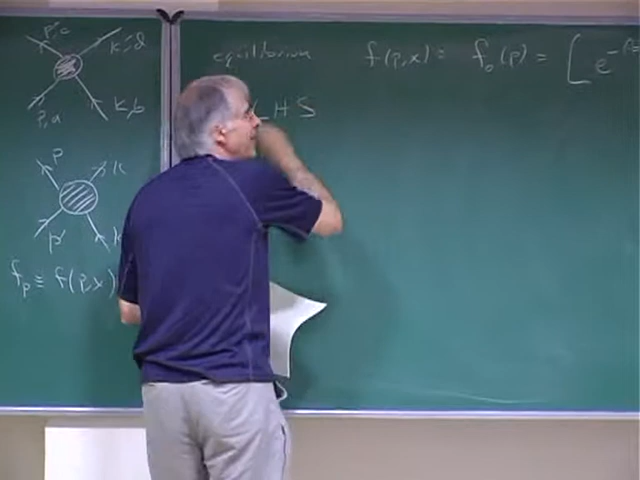 p',c k',d
p,a k,b
p k
p'
f_p ≡ f(p,x)
equilibrium f(p,x) = f_0(p) = [ e^-β
LHS